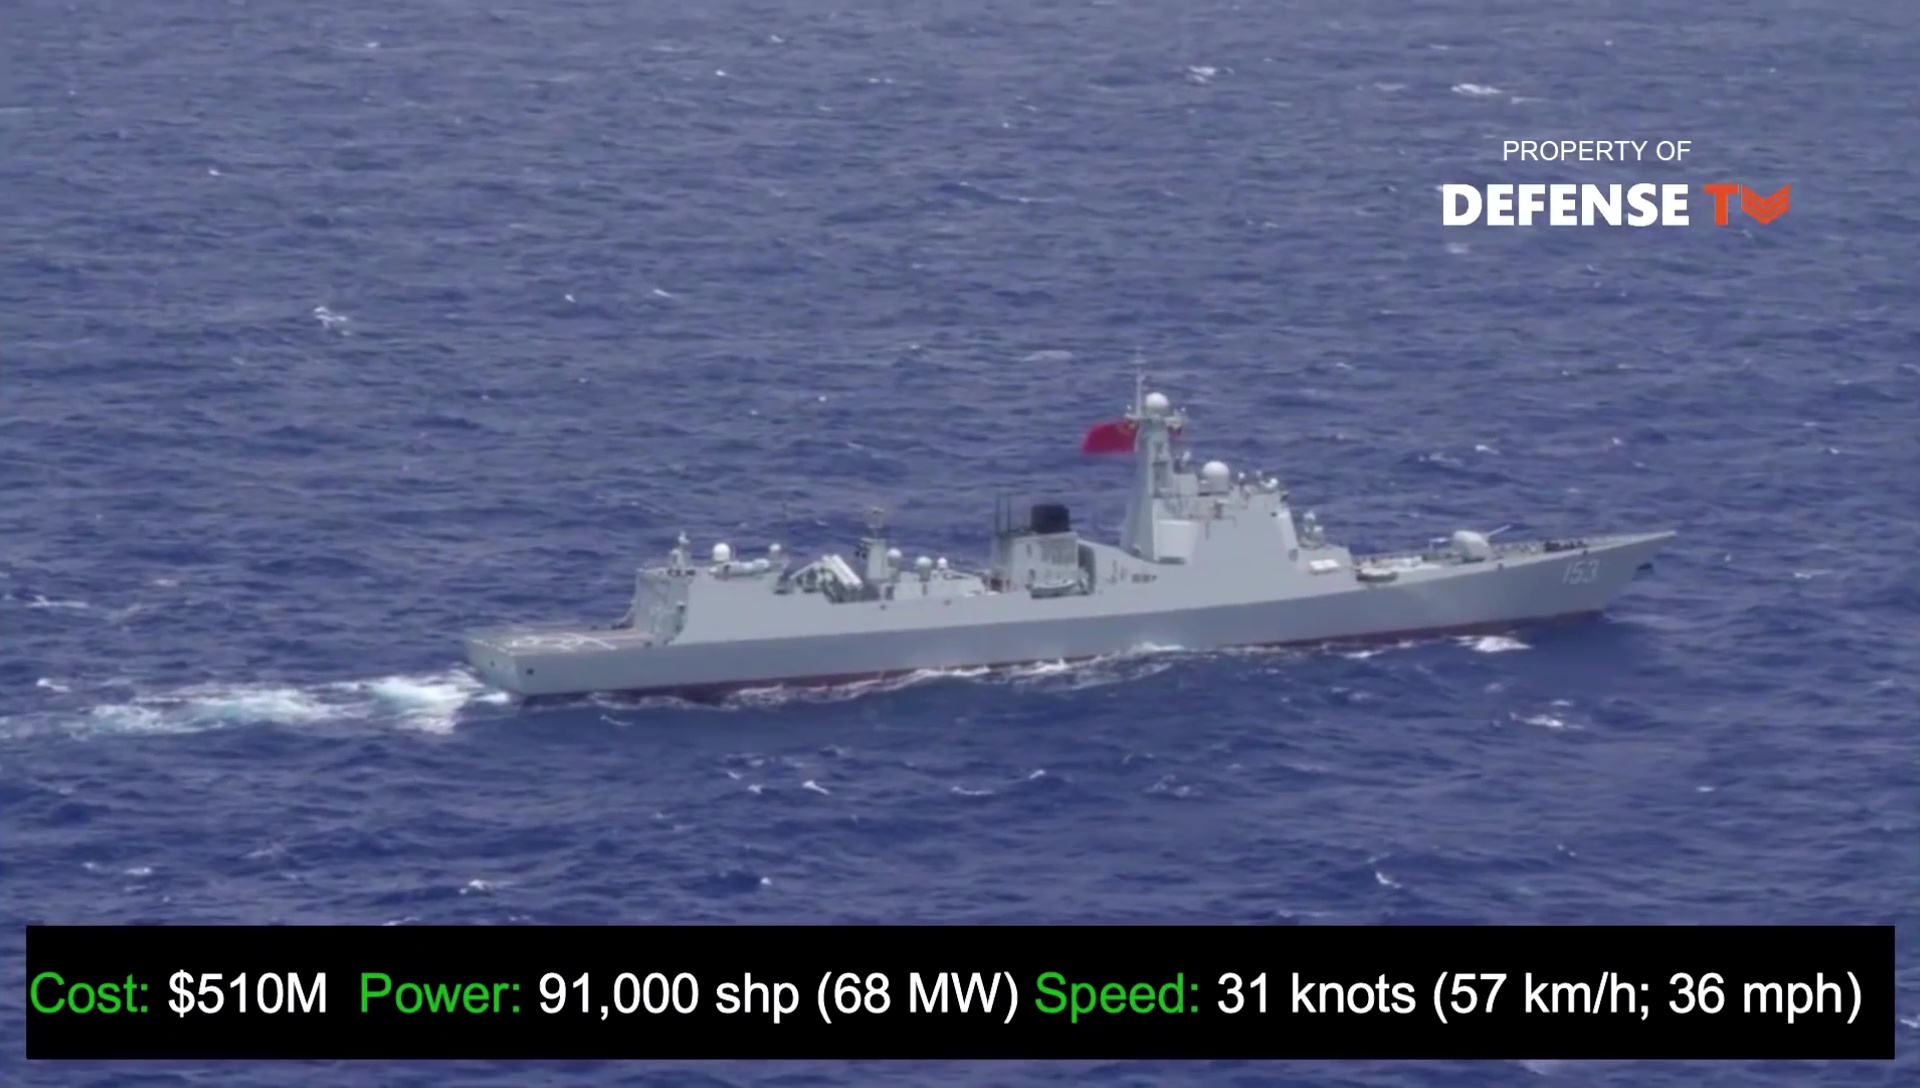 PROPERTY OF
DEFENSE TV
153
Cost: $510M Power: 91,000 shp (68 MW) Speed: 31 knots (57 km/h; 36 mph)